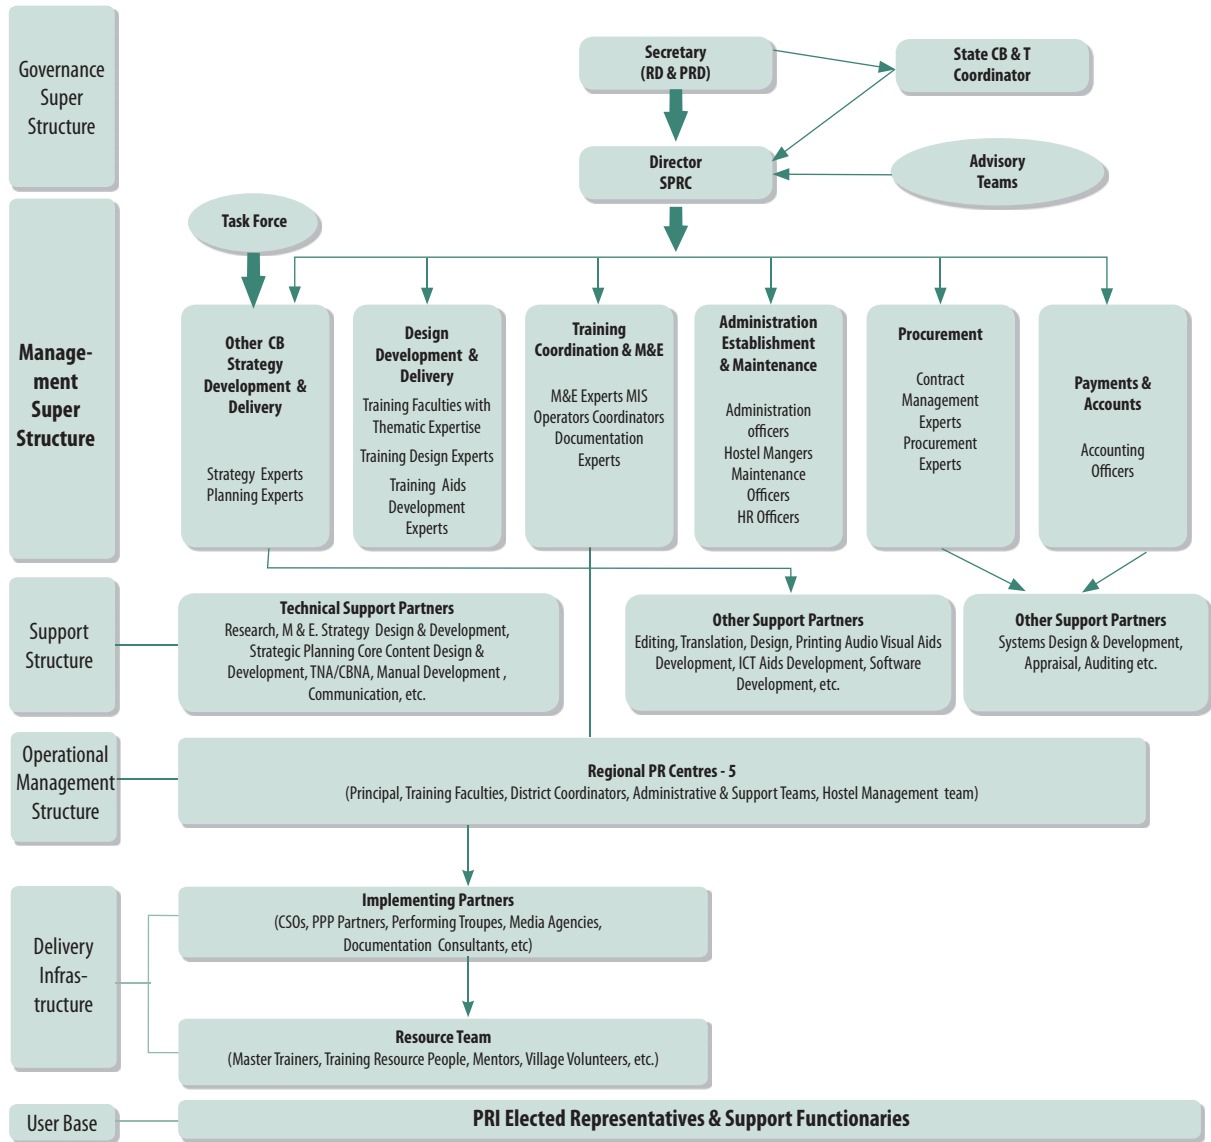 Governance
Super
Structure
Secretary
(RD & PRD)
State CB & T
Coordinator
Director
SPRC
Advisory
Teams
Manage-
ment
Super
Structure
Task Force
Other CB
Strategy
Development &
Delivery
Strategy Experts
Planning Experts
Design
Development &
Delivery
Training Faculties with
Thematic Expertise
Training Design Experts
Training Aids
Development
Experts
Training
Coordination & M&E
M&E Experts MIS
Operators Coordinators
Documentation
Experts
Administration
Establishment
& Maintenance
Administration
officers
Hostel Mangers
Maintenance
Officers
HR Officers
Procurement
Contract
Management
Experts
Procurement
Experts
Payments &
Accounts
Accounting
Officers
Support
Structure
Technical Support Partners
Research, M & E. Strategy Design & Development,
Strategic Planning Core Content Design &
Development, TNA/CBNA, Manual Development ,
Communication, etc.
Other Support Partners
Editing, Translation, Design, Printing Audio Visual Aids
Development, ICT Aids Development, Software
Development, etc.
Other Support Partners
Systems Design & Development,
Appraisal, Auditing etc.
Operational
Management
Structure
Regional PR Centres - 5
(Principal, Training Faculties, District Coordinators, Administrative & Support Teams, Hostel Management team)
Delivery
Infras-
tructure
Implementing Partners
(CSOs, PPP Partners, Performing Troupes, Media Agencies,
Documentation Consultants, etc)
Resource Team
(Master Trainers, Training Resource People, Mentors, Village Volunteers, etc.)
User Base
PRI Elected Representatives & Support Functionaries